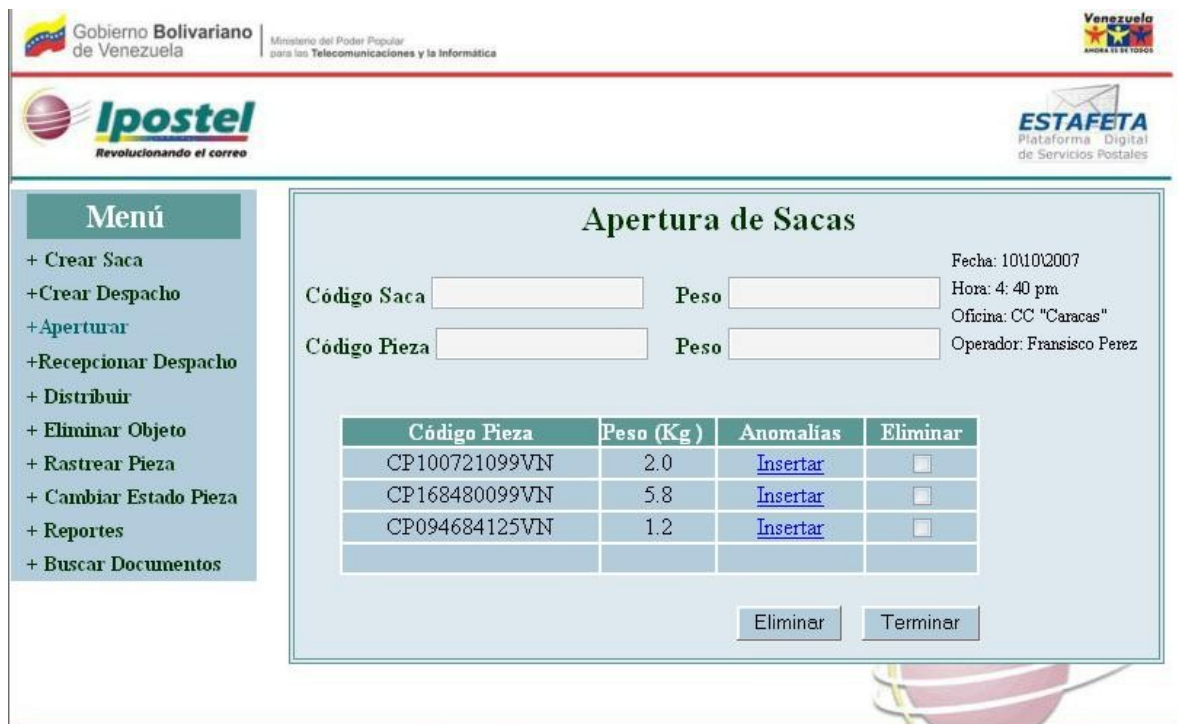 Gobierno Bolivariano
de Venezuela
Ministerio del Poder Popular
para las Telecomunicaciones y la Informática
Venezuela
AHORA ES DE TODOS
Ipostel
Revolucionando el correo
ESTAFETA
Plataforma Digital
de Servicios Postales
Menú
+ Crear Saca
+Crear Despacho
+Aperturar
+Recepcionar Despacho
+ Distribuir
+ Eliminar Objeto
+ Rastrear Pieza
+ Cambiar Estado Pieza
+ Reportes
+ Buscar Documentos
Apertura de Sacas
Fecha: 10\10\2007
Hora: 4: 40 pm
Oficina: CC "Caracas"
Operador: Fransisco Perez
Código Saca Peso
Código Pieza Peso
Código Pieza Peso (Kg ) Anomalías Eliminar
CP100721099VN 2.0 Insertar
CP168480099VN 5.8 Insertar
CP094684125VN 1.2 Insertar
Eliminar Terminar